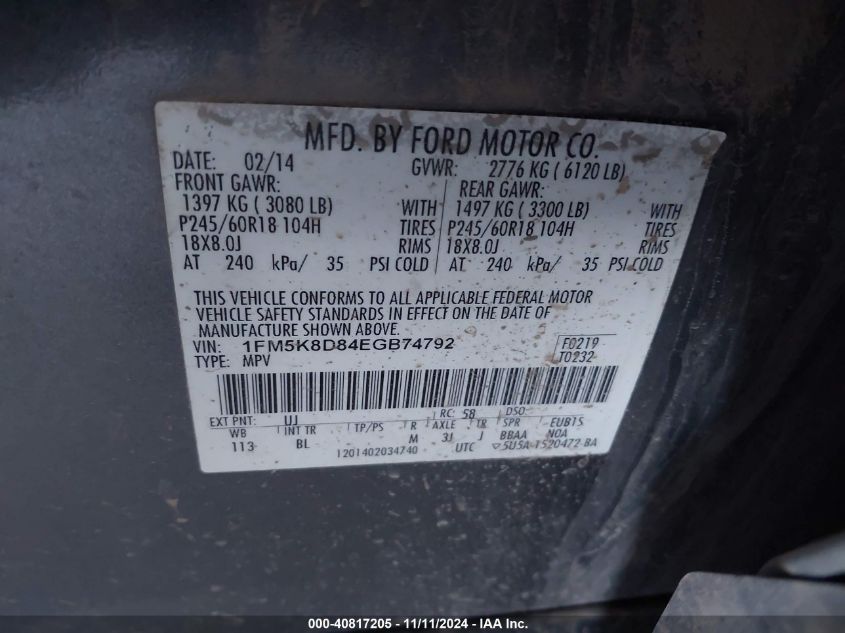 MFD. BY FORD MOTOR CO.
DATE: 02/14 GVWR: 2776 KG ( 6120 LB)
FRONT GAWR: REAR GAWR:
1397 KG ( 3080 LB) WITH 1497 KG ( 3300 LB) WITH
P245/60R18 104H TIRES P245/60R18 104H TIRES
18X8.0J RIMS 18X8.0J RIMS
AT 240 kPa/ 35 PSI COLD AT 240 kPa/ 35 PSI COLD
THIS VEHICLE CONFORMS TO ALL APPLICABLE FEDERAL MOTOR
VEHICLE SAFETY STANDARDS IN EFFECT ON THE DATE OF
MANUFACTURE SHOWN ABOVE.
VIN: 1FM5K8D84EGB74792 F0219
TYPE: MPV T0232
EXT PNT: UJ RC: 58 DSO:
WB INT TR TP/PS R AXLE TR SPR EUB15
113 BL M 3J J BBAA NOA
1201402034740 UTC ▽5U5A-1520472-BA
000-40817205 - 11/11/2024 - IAA Inc.